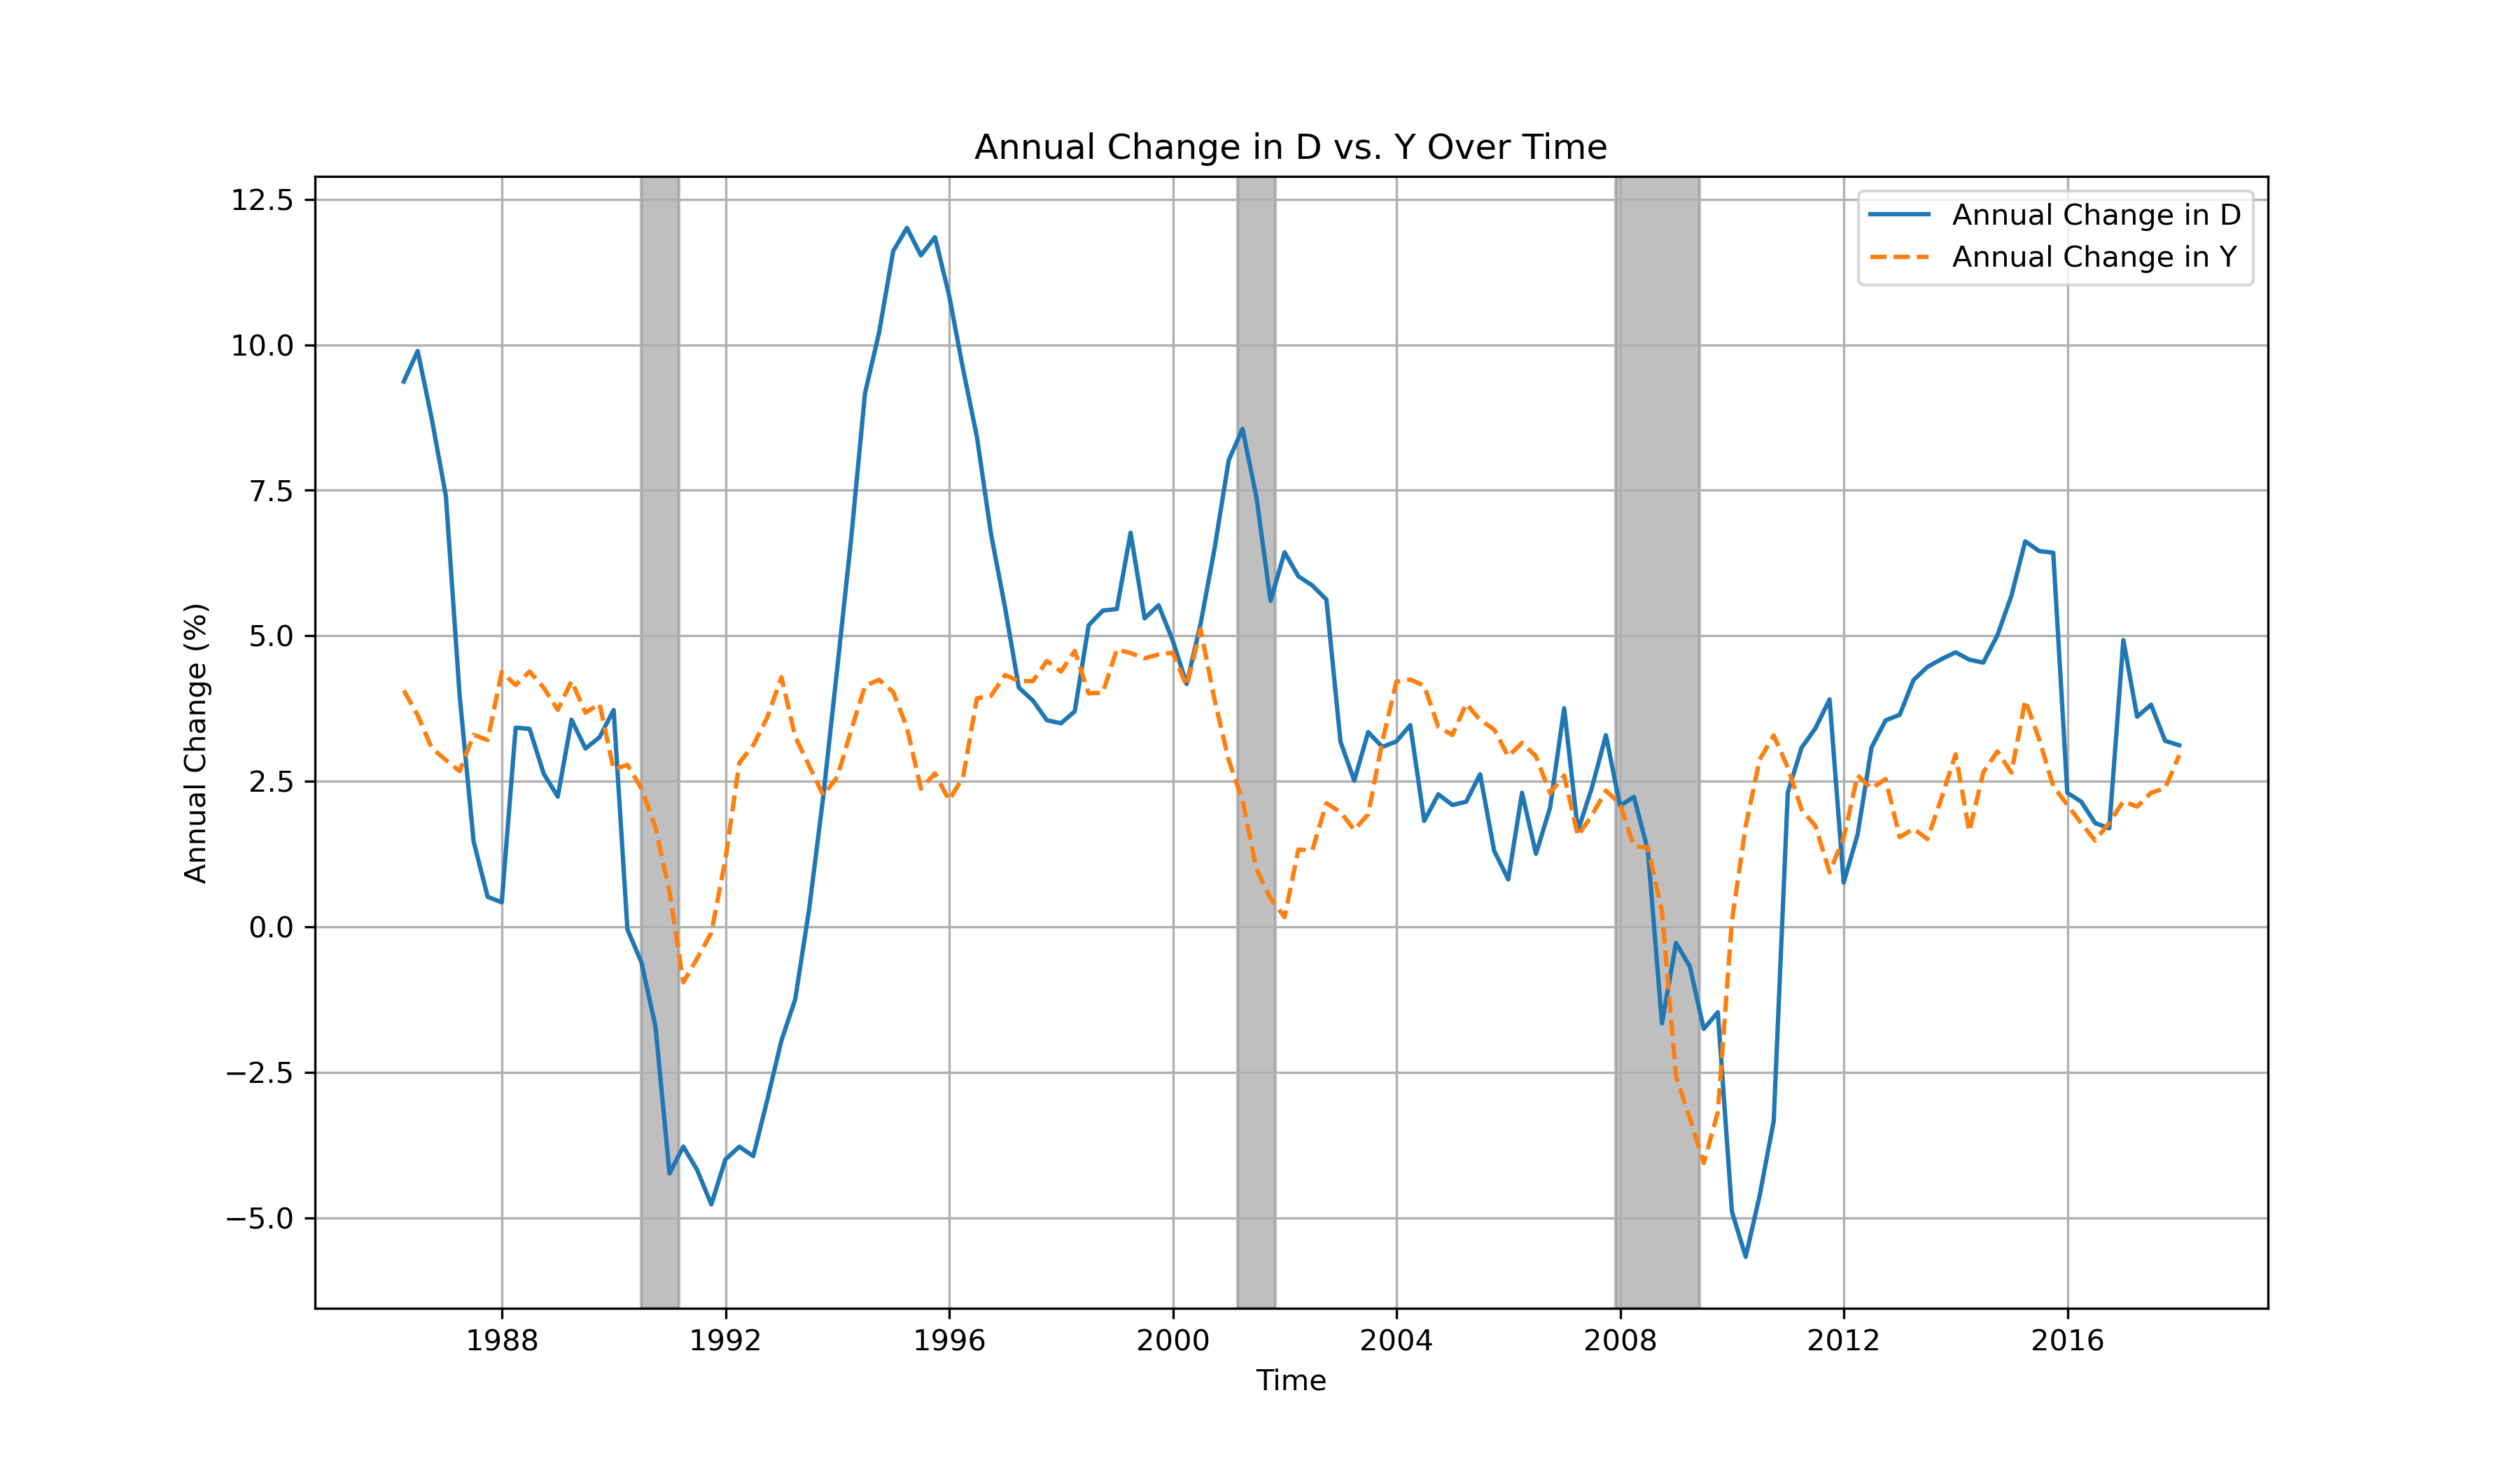 Annual Change in D vs. Y Over Time
Annual Change in D
Annual Change in Y
Annual Change (%)
12.5
10.0
7.5
5.0
2.5
0.0
−2.5
−5.0
1988 1992 1996 2000 2004 2008 2012 2016
Time